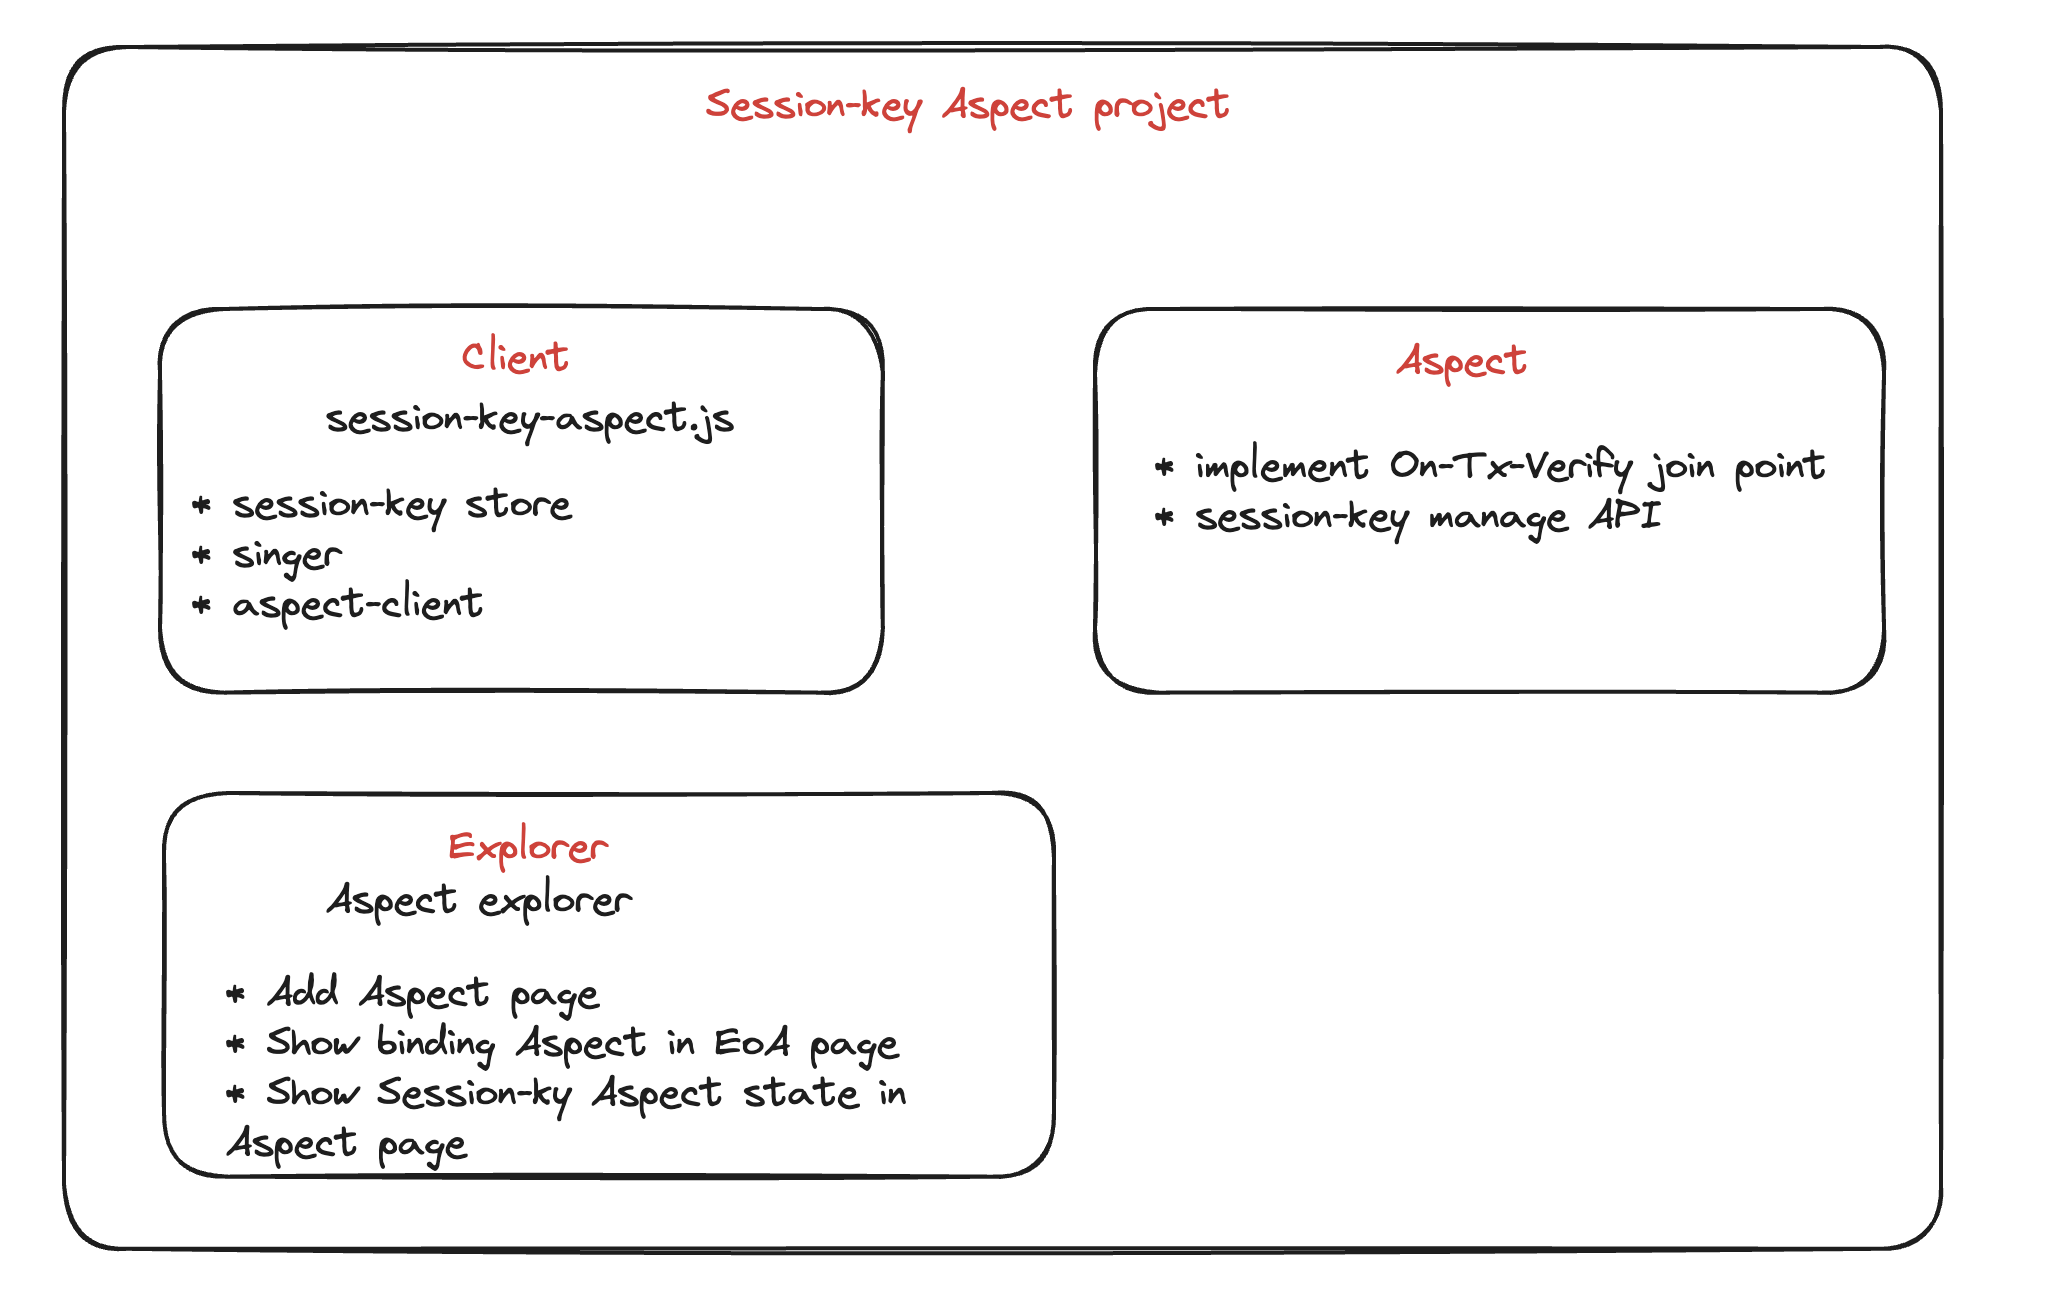 Session-key Aspect project
Client
session-key-aspect.js
* session-key store
* singer
* aspect-client
Aspect
* implement On-Tx-Verify join point
* session-key manage API
Explorer
Aspect explorer
* Add Aspect page
* Show binding Aspect in EoA page
* Show Session-ky Aspect state in
Aspect page